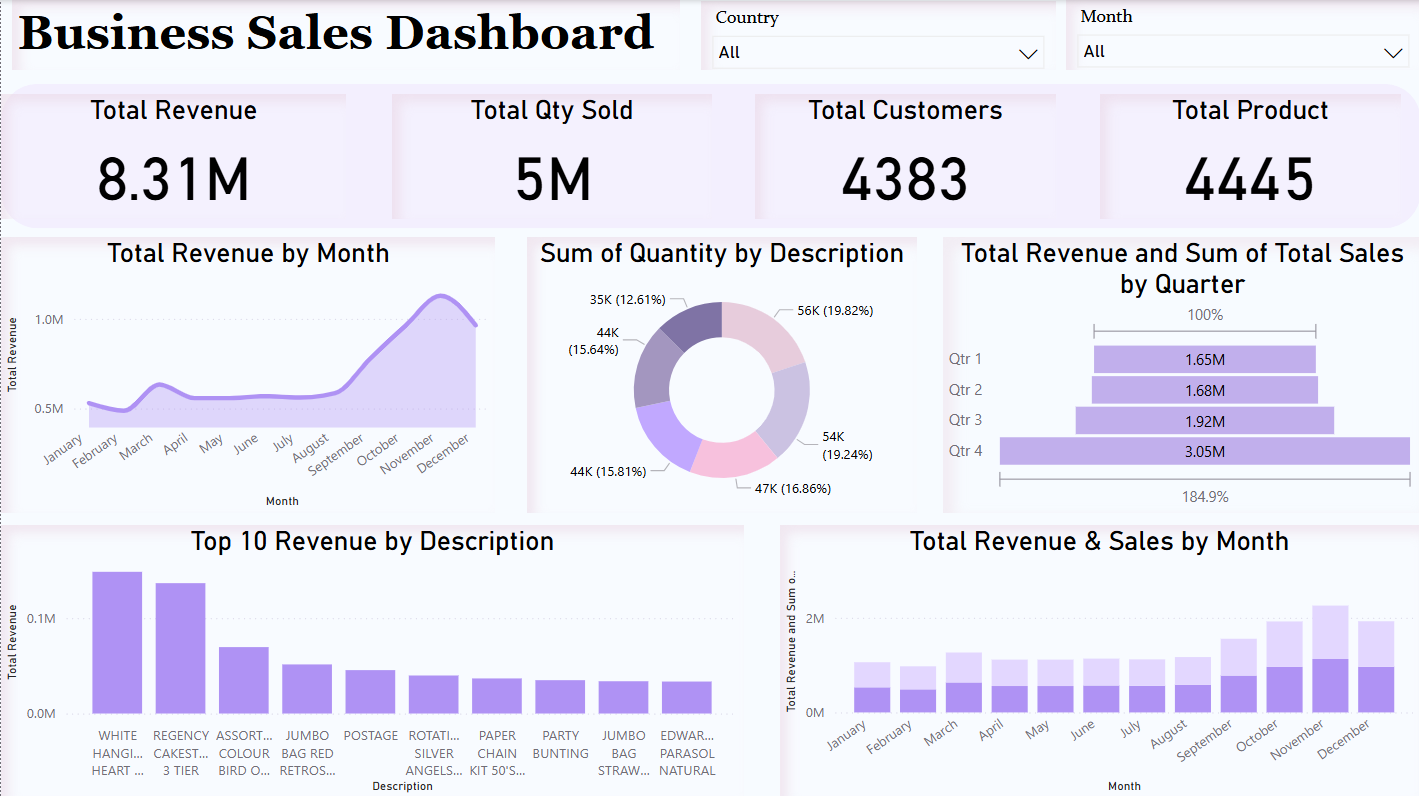 Business Sales Dashboard
Country
All
Month
All
Total Revenue
8.31M
Total Qty Sold
5M
Total Customers
4383
Total Product
4445
Total Revenue by Month
Total Revenue
1.0M
0.5M
January
February
March
April
May
June
July
August
September
October
November
December
Month
Sum of Quantity by Description
35K (12.61%)
56K (19.82%)
44K
(15.64%)
54K
(19.24%)
44K (15.81%)
47K (16.86%)
Total Revenue and Sum of Total Sales
by Quarter
100%
Qtr 1
1.65M
Qtr 2
1.68M
Qtr 3
1.92M
Qtr 4
3.05M
184.9%
Top 10 Revenue by Description
Total Revenue
0.1M
0.0M
WHITE
HANGI...
HEART ...
REGENCY
CAKEST...
3 TIER
ASSORT...
COLOUR
BIRD O...
JUMBO
BAG RED
RETROS...
POSTAGE
ROTATI...
SILVER
ANGELS...
PAPER
CHAIN
KIT 50'S...
PARTY
BUNTING
JUMBO
BAG
STRAW...
EDWAR...
PARASOL
NATURAL
Description
Total Revenue & Sales by Month
Total Revenue and Sum o...
2M
0M
January
February
March
April
May
June
July
August
September
October
November
December
Month